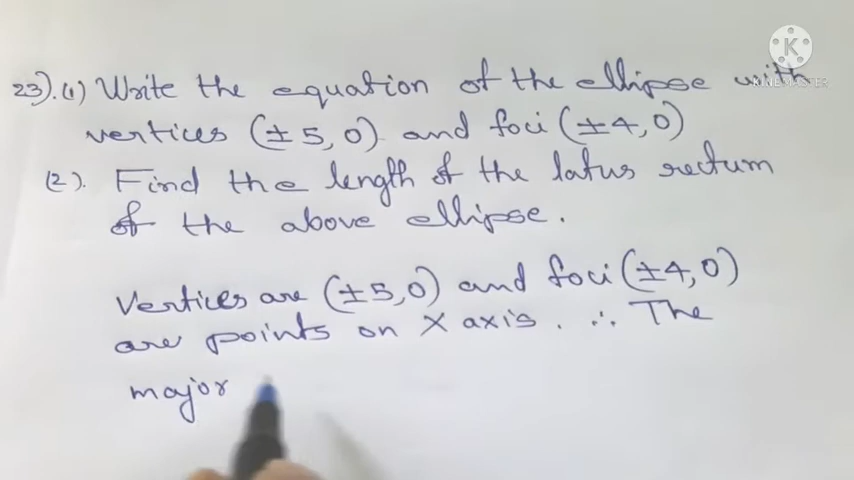 23).(1) Write the equation of the ellipse with
vertices (±5,0) and foci (±4,0)
(2). Find the length of the latus rectum
of the above ellipse.
Vertices are (±5,0) and foci (±4,0)
are points on X axis. ∴ The
major
K
KINEMASTER